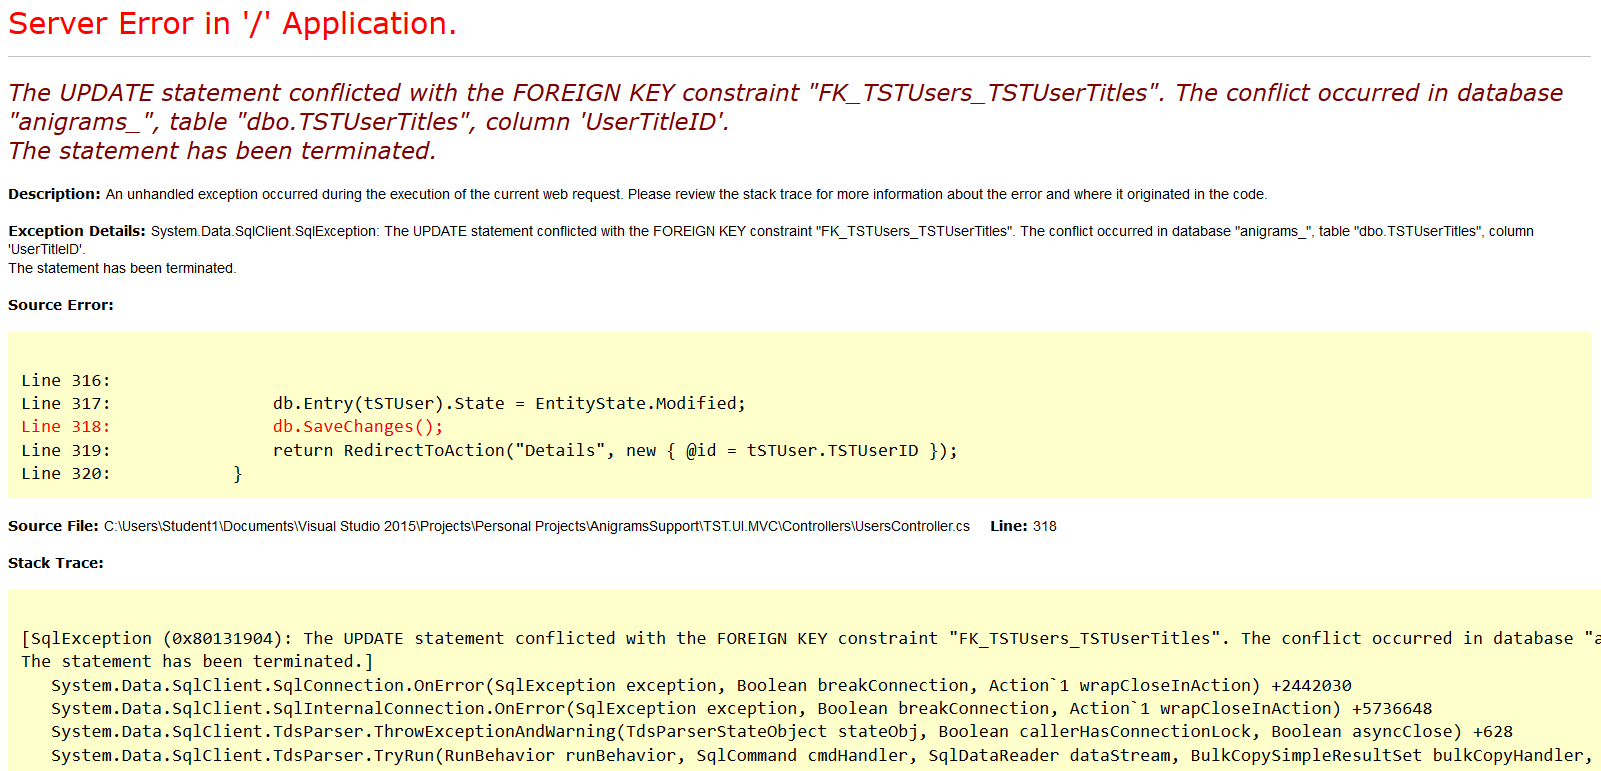 Server Error in '/' Application.
The UPDATE statement conflicted with the FOREIGN KEY constraint "FK_TSTUsers_TSTUserTitles". The conflict occurred in database
"anigrams_", table "dbo.TSTUserTitles", column 'UserTitleID'.
The statement has been terminated.
Description: An unhandled exception occurred during the execution of the current web request. Please review the stack trace for more information about the error and where it originated in the code.
Exception Details: System.Data.SqlClient.SqlException: The UPDATE statement conflicted with the FOREIGN KEY constraint "FK_TSTUsers_TSTUserTitles". The conflict occurred in database "anigrams_", table "dbo.TSTUserTitles", column
'UserTitleID'.
The statement has been terminated.
Source Error:
Line 316:
Line 317:                db.Entry(tSTUser).State = EntityState.Modified;
Line 318:                db.SaveChanges();
Line 319:                return RedirectToAction("Details", new { @id = tSTUser.TSTUserID });
Line 320:            }
Source File: C:\Users\Student1\Documents\Visual Studio 2015\Projects\Personal Projects\AnigramsSupport\TST.UI.MVC\Controllers\UsersController.cs    Line: 318
Stack Trace:
[SqlException (0x80131904): The UPDATE statement conflicted with the FOREIGN KEY constraint "FK_TSTUsers_TSTUserTitles". The conflict occurred in database "a
The statement has been terminated.]
   System.Data.SqlClient.SqlConnection.OnError(SqlException exception, Boolean breakConnection, Action`1 wrapCloseInAction) +2442030
   System.Data.SqlClient.SqlInternalConnection.OnError(SqlException exception, Boolean breakConnection, Action`1 wrapCloseInAction) +5736648
   System.Data.SqlClient.TdsParser.ThrowExceptionAndWarning(TdsParserStateObject stateObj, Boolean callerHasConnectionLock, Boolean asyncClose) +628
   System.Data.SqlClient.TdsParser.TryRun(RunBehavior runBehavior, SqlCommand cmdHandler, SqlDataReader dataStream, BulkCopySimpleResultSet bulkCopyHandler,